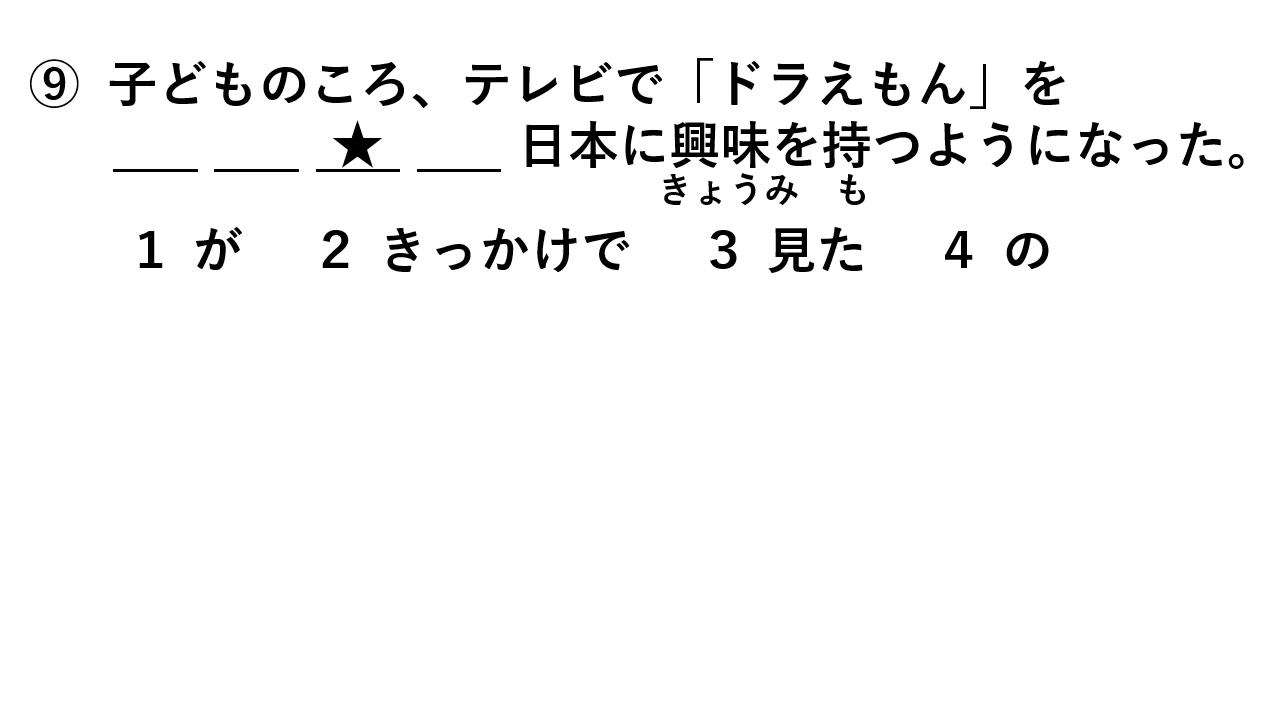 ⑨ 子どものころ、テレビで「ドラえもん」を
＿＿ ＿＿ ＿★＿ ＿＿ 日本に興味を持つようになった。
きょうみ も
1 が 2 きっかけで 3 見た 4 の